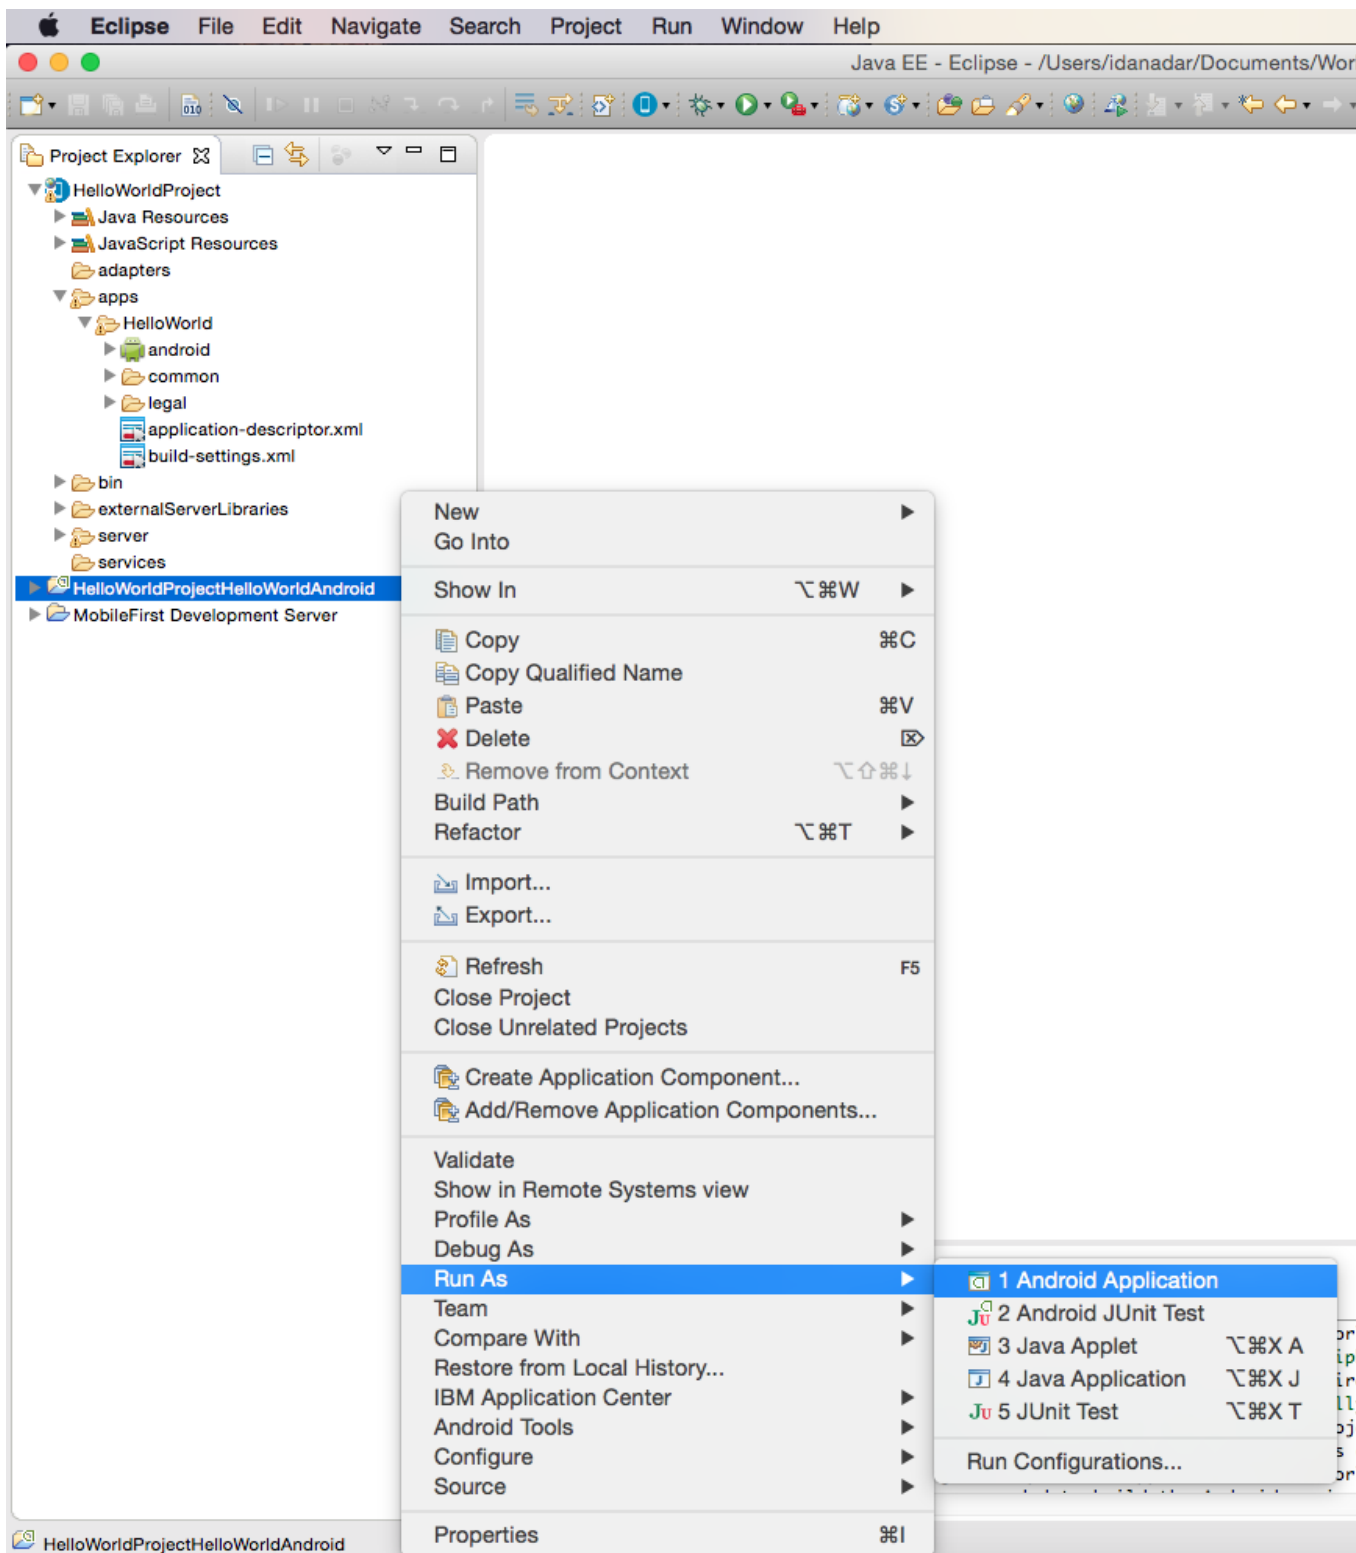 Eclipse File Edit Navigate Search Project Run Window Help
Java EE - Eclipse - /Users/idanadar/Documents/Wor
Project Explorer
HelloWorldProject
Java Resources
JavaScript Resources
adapters
apps
HelloWorld
android
common
legal
application-descriptor.xml
build-settings.xml
bin
externalServerLibraries
server
services
HelloWorldProjectHelloWorldAndroid
MobileFirst Development Server
New
Go Into
Show In ⌥⌘W
Copy ⌘C
Copy Qualified Name
Paste ⌘V
Delete ⌦
Remove from Context ⌥⇧⌘↓
Build Path
Refactor ⌥⌘T
Import...
Export...
Refresh F5
Close Project
Close Unrelated Projects
Create Application Component...
Add/Remove Application Components...
Validate
Show in Remote Systems view
Profile As
Debug As
Run As
Team
Compare With
Restore from Local History...
IBM Application Center
Android Tools
Configure
Source
Properties ⌘I
1 Android Application
2 Android JUnit Test
3 Java Applet ⌥⌘X A
4 Java Application ⌥⌘X J
5 JUnit Test ⌥⌘X T
Run Configurations...
HelloWorldProjectHelloWorldAndroid